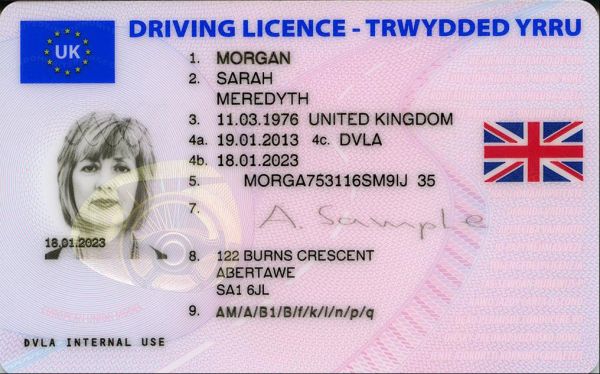 UK
DRIVING LICENCE - TRWYDDED YRRU
1. MORGAN
2. SARAH
MEREDYTH
3. 11.03.1976 UNITED KINGDOM
4a. 19.01.2013 4c. DVLA
4b. 18.01.2023
5. MORGA753116SM9IJ 35
7. A. Sample
18.01.2023
8. 122 BURNS CRESCENT
ABERTAWE
SA1 6JL
9. AM/A/B1/B/f/k/l/n/p/q
DVLA INTERNAL USE